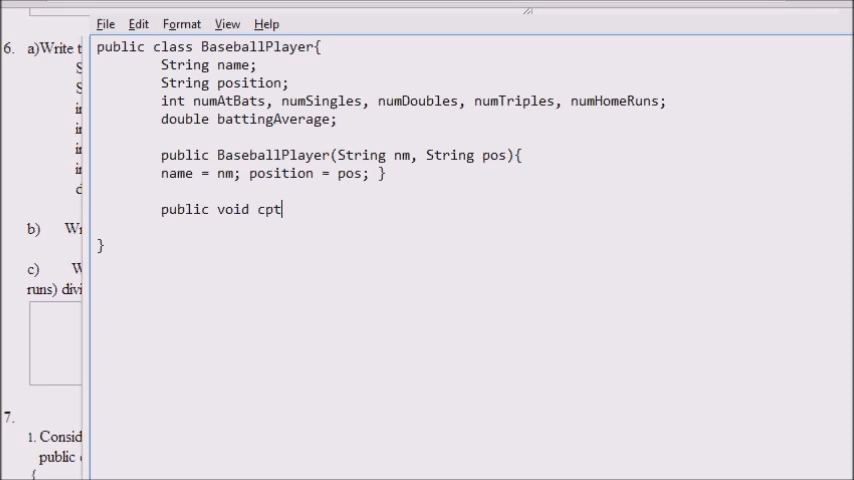 File Edit Format View Help
6. a)Write t
public class BaseballPlayer{
String name;
String position;
int numAtBats, numSingles, numDoubles, numTriples, numHomeRuns;
double battingAverage;
public BaseballPlayer(String nm, String pos){
name = nm; position = pos; }
public void cpt
}
b)
c)
runs) divi
7.
1. Consid
public
{